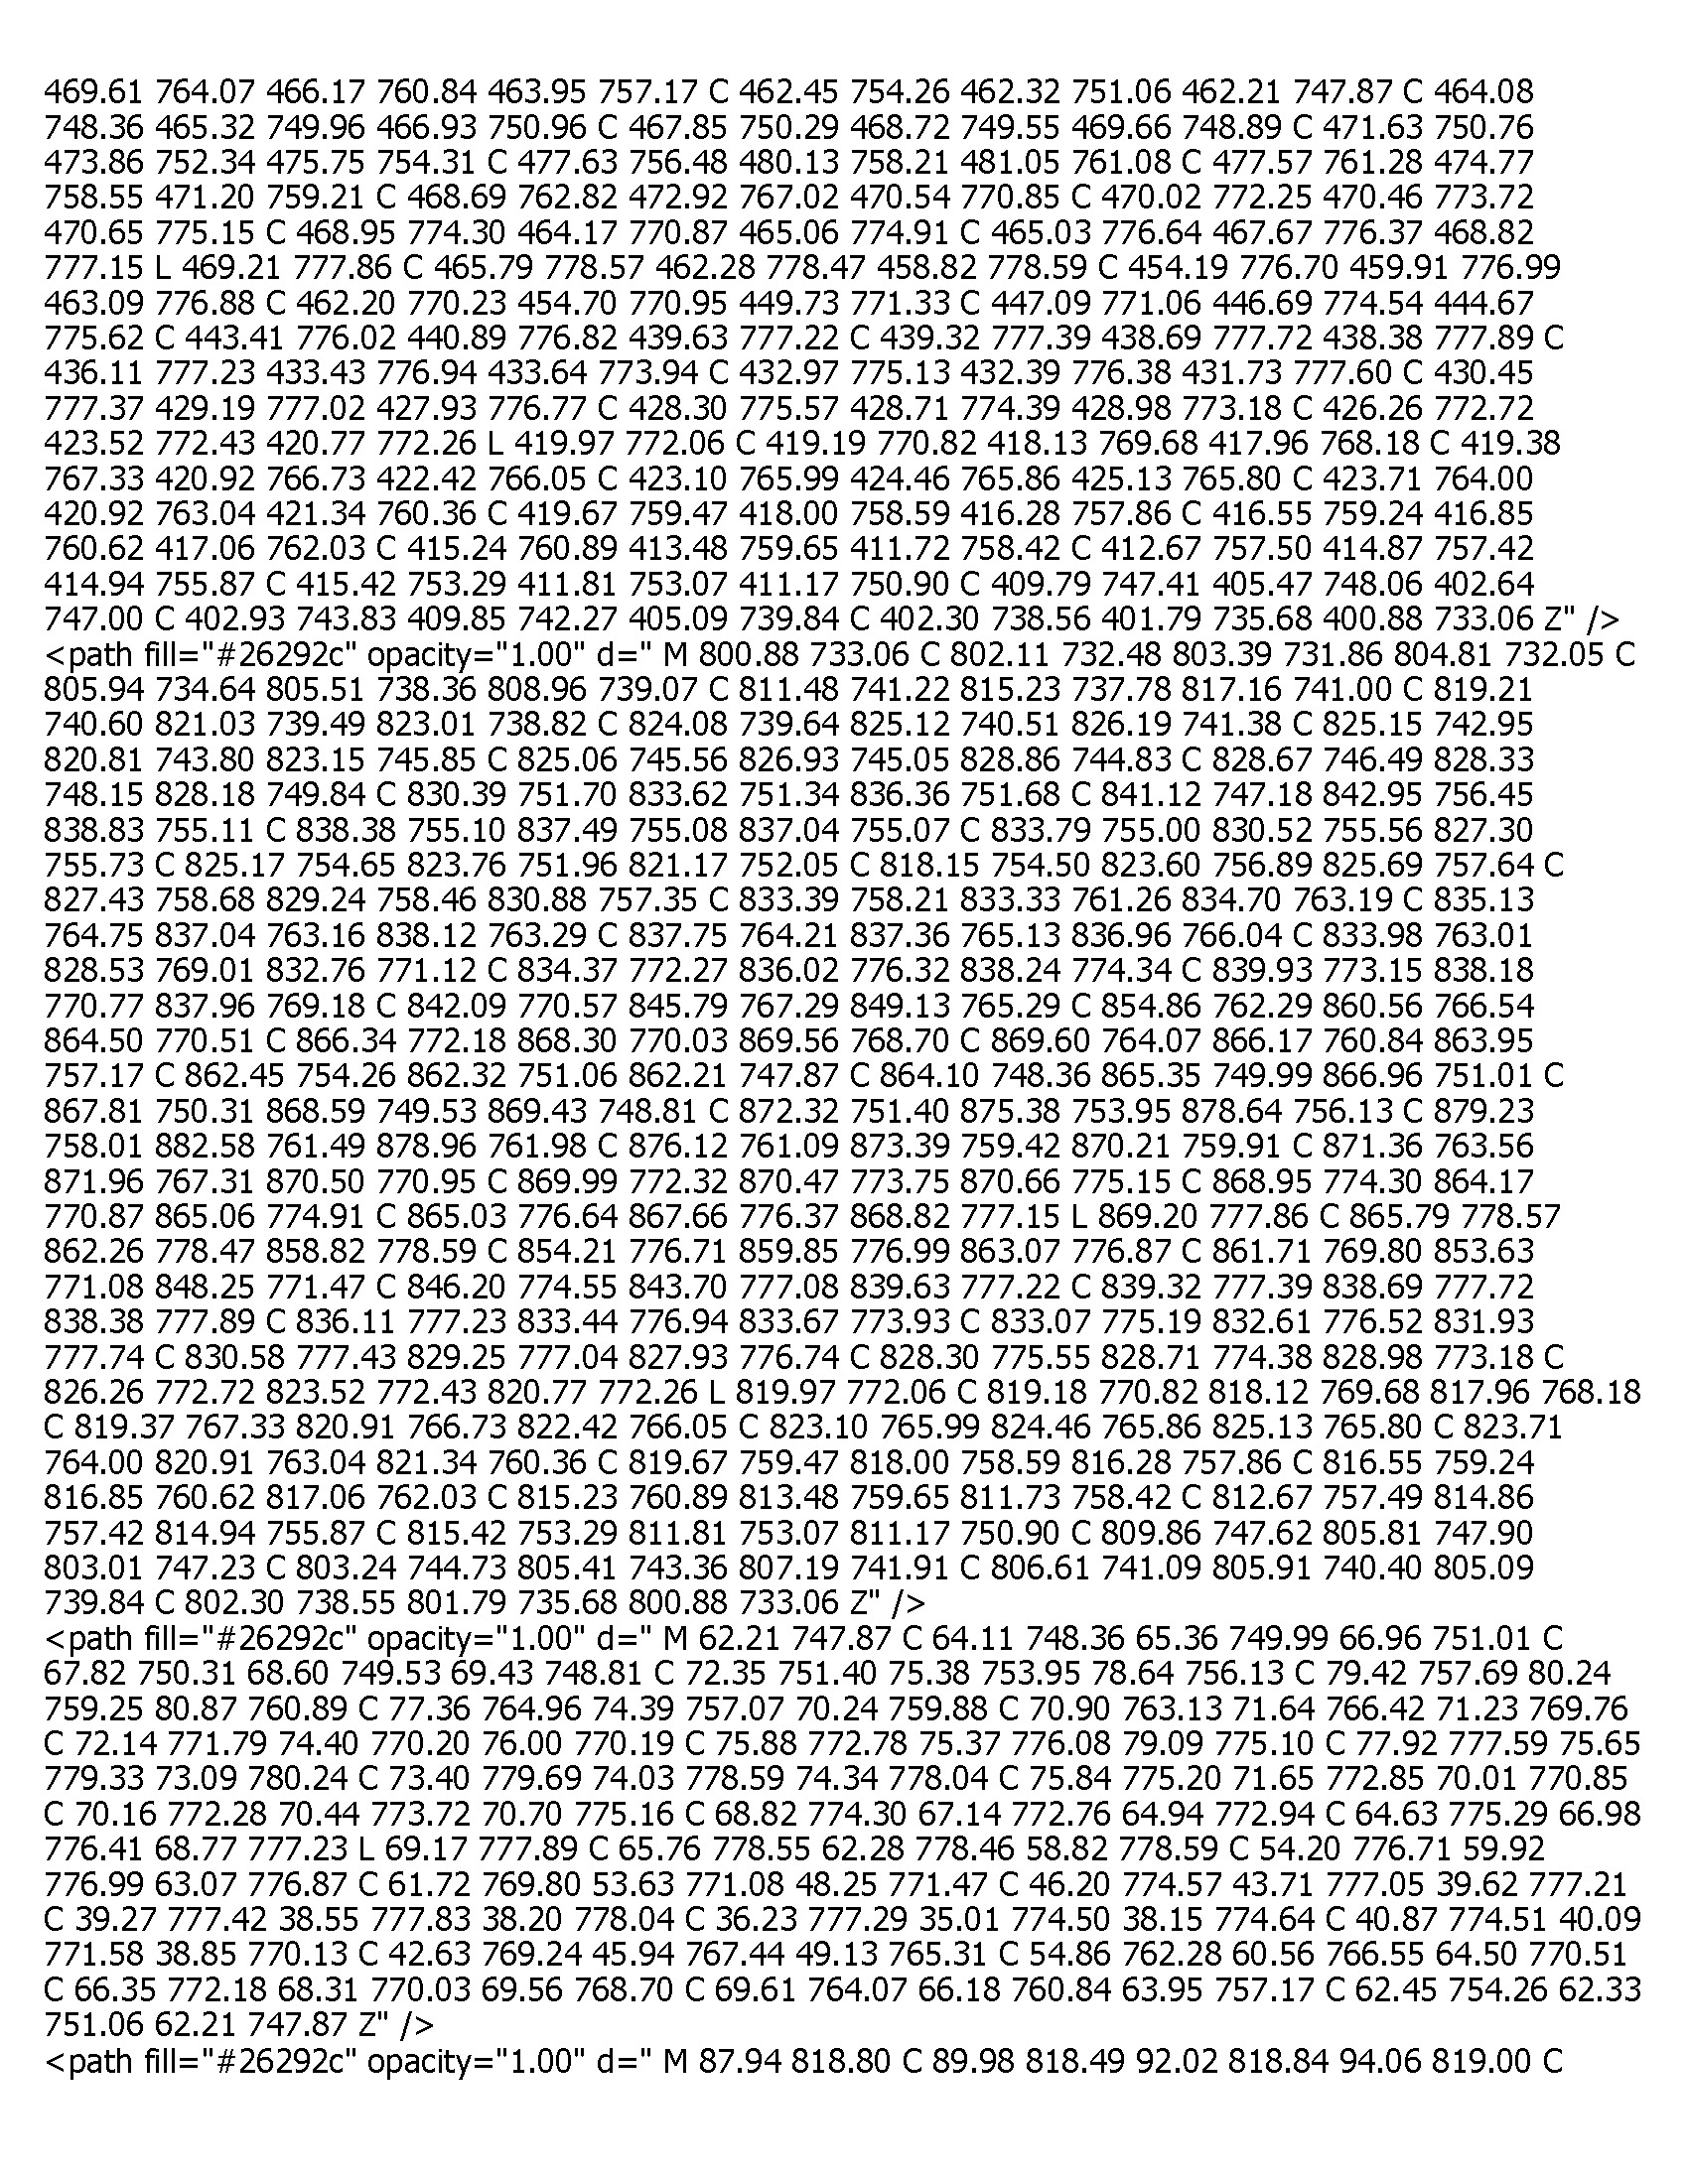 469.61 764.07 466.17 760.84 463.95 757.17 C 462.45 754.26 462.32 751.06 462.21 747.87 C 464.08
748.36 465.32 749.96 466.93 750.96 C 467.85 750.29 468.72 749.55 469.66 748.89 C 471.63 750.76
473.86 752.34 475.75 754.31 C 477.63 756.48 480.13 758.21 481.05 761.08 C 477.57 761.28 474.77
758.55 471.20 759.21 C 468.69 762.82 472.92 767.02 470.54 770.85 C 470.02 772.25 470.46 773.72
470.65 775.15 C 468.95 774.30 464.17 770.87 465.06 774.91 C 465.03 776.64 467.67 776.37 468.82
777.15 L 469.21 777.86 C 465.79 778.57 462.28 778.47 458.82 778.59 C 454.19 776.70 459.91 776.99
463.09 776.88 C 462.20 770.23 454.70 770.95 449.73 771.33 C 447.09 771.06 446.69 774.54 444.67
775.62 C 443.41 776.02 440.89 776.82 439.63 777.22 C 439.32 777.39 438.69 777.72 438.38 777.89 C
436.11 777.23 433.43 776.94 433.64 773.94 C 432.97 775.13 432.39 776.38 431.73 777.60 C 430.45
777.37 429.19 777.02 427.93 776.77 C 428.30 775.57 428.71 774.39 428.98 773.18 C 426.26 772.72
423.52 772.43 420.77 772.26 L 419.97 772.06 C 419.19 770.82 418.13 769.68 417.96 768.18 C 419.38
767.33 420.92 766.73 422.42 766.05 C 423.10 765.99 424.46 765.86 425.13 765.80 C 423.71 764.00
420.92 763.04 421.34 760.36 C 419.67 759.47 418.00 758.59 416.28 757.86 C 416.55 759.24 416.85
760.62 417.06 762.03 C 415.24 760.89 413.48 759.65 411.72 758.42 C 412.67 757.50 414.87 757.42
414.94 755.87 C 415.42 753.29 411.81 753.07 411.17 750.90 C 409.79 747.41 405.47 748.06 402.64
747.00 C 402.93 743.83 409.85 742.27 405.09 739.84 C 402.30 738.56 401.79 735.68 400.88 733.06 Z" />
<path fill="#26292c" opacity="1.00" d=" M 800.88 733.06 C 802.11 732.48 803.39 731.86 804.81 732.05 C
805.94 734.64 805.51 738.36 808.96 739.07 C 811.48 741.22 815.23 737.78 817.16 741.00 C 819.21
740.60 821.03 739.49 823.01 738.82 C 824.08 739.64 825.12 740.51 826.19 741.38 C 825.15 742.95
820.81 743.80 823.15 745.85 C 825.06 745.56 826.93 745.05 828.86 744.83 C 828.67 746.49 828.33
748.15 828.18 749.84 C 830.39 751.70 833.62 751.34 836.36 751.68 C 841.12 747.18 842.95 756.45
838.83 755.11 C 838.38 755.10 837.49 755.08 837.04 755.07 C 833.79 755.00 830.52 755.56 827.30
755.73 C 825.17 754.65 823.76 751.96 821.17 752.05 C 818.15 754.50 823.60 756.89 825.69 757.64 C
827.43 758.68 829.24 758.46 830.88 757.35 C 833.39 758.21 833.33 761.26 834.70 763.19 C 835.13
764.75 837.04 763.16 838.12 763.29 C 837.75 764.21 837.36 765.13 836.96 766.04 C 833.98 763.01
828.53 769.01 832.76 771.12 C 834.37 772.27 836.02 776.32 838.24 774.34 C 839.93 773.15 838.18
770.77 837.96 769.18 C 842.09 770.57 845.79 767.29 849.13 765.29 C 854.86 762.29 860.56 766.54
864.50 770.51 C 866.34 772.18 868.30 770.03 869.56 768.70 C 869.60 764.07 866.17 760.84 863.95
757.17 C 862.45 754.26 862.32 751.06 862.21 747.87 C 864.10 748.36 865.35 749.99 866.96 751.01 C
867.81 750.31 868.59 749.53 869.43 748.81 C 872.32 751.40 875.38 753.95 878.64 756.13 C 879.23
758.01 882.58 761.49 878.96 761.98 C 876.12 761.09 873.39 759.42 870.21 759.91 C 871.36 763.56
871.96 767.31 870.50 770.95 C 869.99 772.32 870.47 773.75 870.66 775.15 C 868.95 774.30 864.17
770.87 865.06 774.91 C 865.03 776.64 867.66 776.37 868.82 777.15 L 869.20 777.86 C 865.79 778.57
862.26 778.47 858.82 778.59 C 854.21 776.71 859.85 776.99 863.07 776.87 C 861.71 769.80 853.63
771.08 848.25 771.47 C 846.20 774.55 843.70 777.08 839.63 777.22 C 839.32 777.39 838.69 777.72
838.38 777.89 C 836.11 777.23 833.44 776.94 833.67 773.93 C 833.07 775.19 832.61 776.52 831.93
777.74 C 830.58 777.43 829.25 777.04 827.93 776.74 C 828.30 775.55 828.71 774.38 828.98 773.18 C
826.26 772.72 823.52 772.43 820.77 772.26 L 819.97 772.06 C 819.18 770.82 818.12 769.68 817.96 768.18
C 819.37 767.33 820.91 766.73 822.42 766.05 C 823.10 765.99 824.46 765.86 825.13 765.80 C 823.71
764.00 820.91 763.04 821.34 760.36 C 819.67 759.47 818.00 758.59 816.28 757.86 C 816.55 759.24
816.85 760.62 817.06 762.03 C 815.23 760.89 813.48 759.65 811.73 758.42 C 812.67 757.49 814.86
757.42 814.94 755.87 C 815.42 753.29 811.81 753.07 811.17 750.90 C 809.86 747.62 805.81 747.90
803.01 747.23 C 803.24 744.73 805.41 743.36 807.19 741.91 C 806.61 741.09 805.91 740.40 805.09
739.84 C 802.30 738.55 801.79 735.68 800.88 733.06 Z" />
<path fill="#26292c" opacity="1.00" d=" M 62.21 747.87 C 64.11 748.36 65.36 749.99 66.96 751.01 C
67.82 750.31 68.60 749.53 69.43 748.81 C 72.35 751.40 75.38 753.95 78.64 756.13 C 79.42 757.69 80.24
759.25 80.87 760.89 C 77.36 764.96 74.39 757.07 70.24 759.88 C 70.90 763.13 71.64 766.42 71.23 769.76
C 72.14 771.79 74.40 770.20 76.00 770.19 C 75.88 772.78 75.37 776.08 79.09 775.10 C 77.92 777.59 75.65
779.33 73.09 780.24 C 73.40 779.69 74.03 778.59 74.34 778.04 C 75.84 775.20 71.65 772.85 70.01 770.85
C 70.16 772.28 70.44 773.72 70.70 775.16 C 68.82 774.30 67.14 772.76 64.94 772.94 C 64.63 775.29 66.98
776.41 68.77 777.23 L 69.17 777.89 C 65.76 778.55 62.28 778.46 58.82 778.59 C 54.20 776.71 59.92
776.99 63.07 776.87 C 61.72 769.80 53.63 771.08 48.25 771.47 C 46.20 774.57 43.71 777.05 39.62 777.21
C 39.27 777.42 38.55 777.83 38.20 778.04 C 36.23 777.29 35.01 774.50 38.15 774.64 C 40.87 774.51 40.09
771.58 38.85 770.13 C 42.63 769.24 45.94 767.44 49.13 765.31 C 54.86 762.28 60.56 766.55 64.50 770.51
C 66.35 772.18 68.31 770.03 69.56 768.70 C 69.61 764.07 66.18 760.84 63.95 757.17 C 62.45 754.26 62.33
751.06 62.21 747.87 Z" />
<path fill="#26292c" opacity="1.00" d=" M 87.94 818.80 C 89.98 818.49 92.02 818.84 94.06 819.00 C